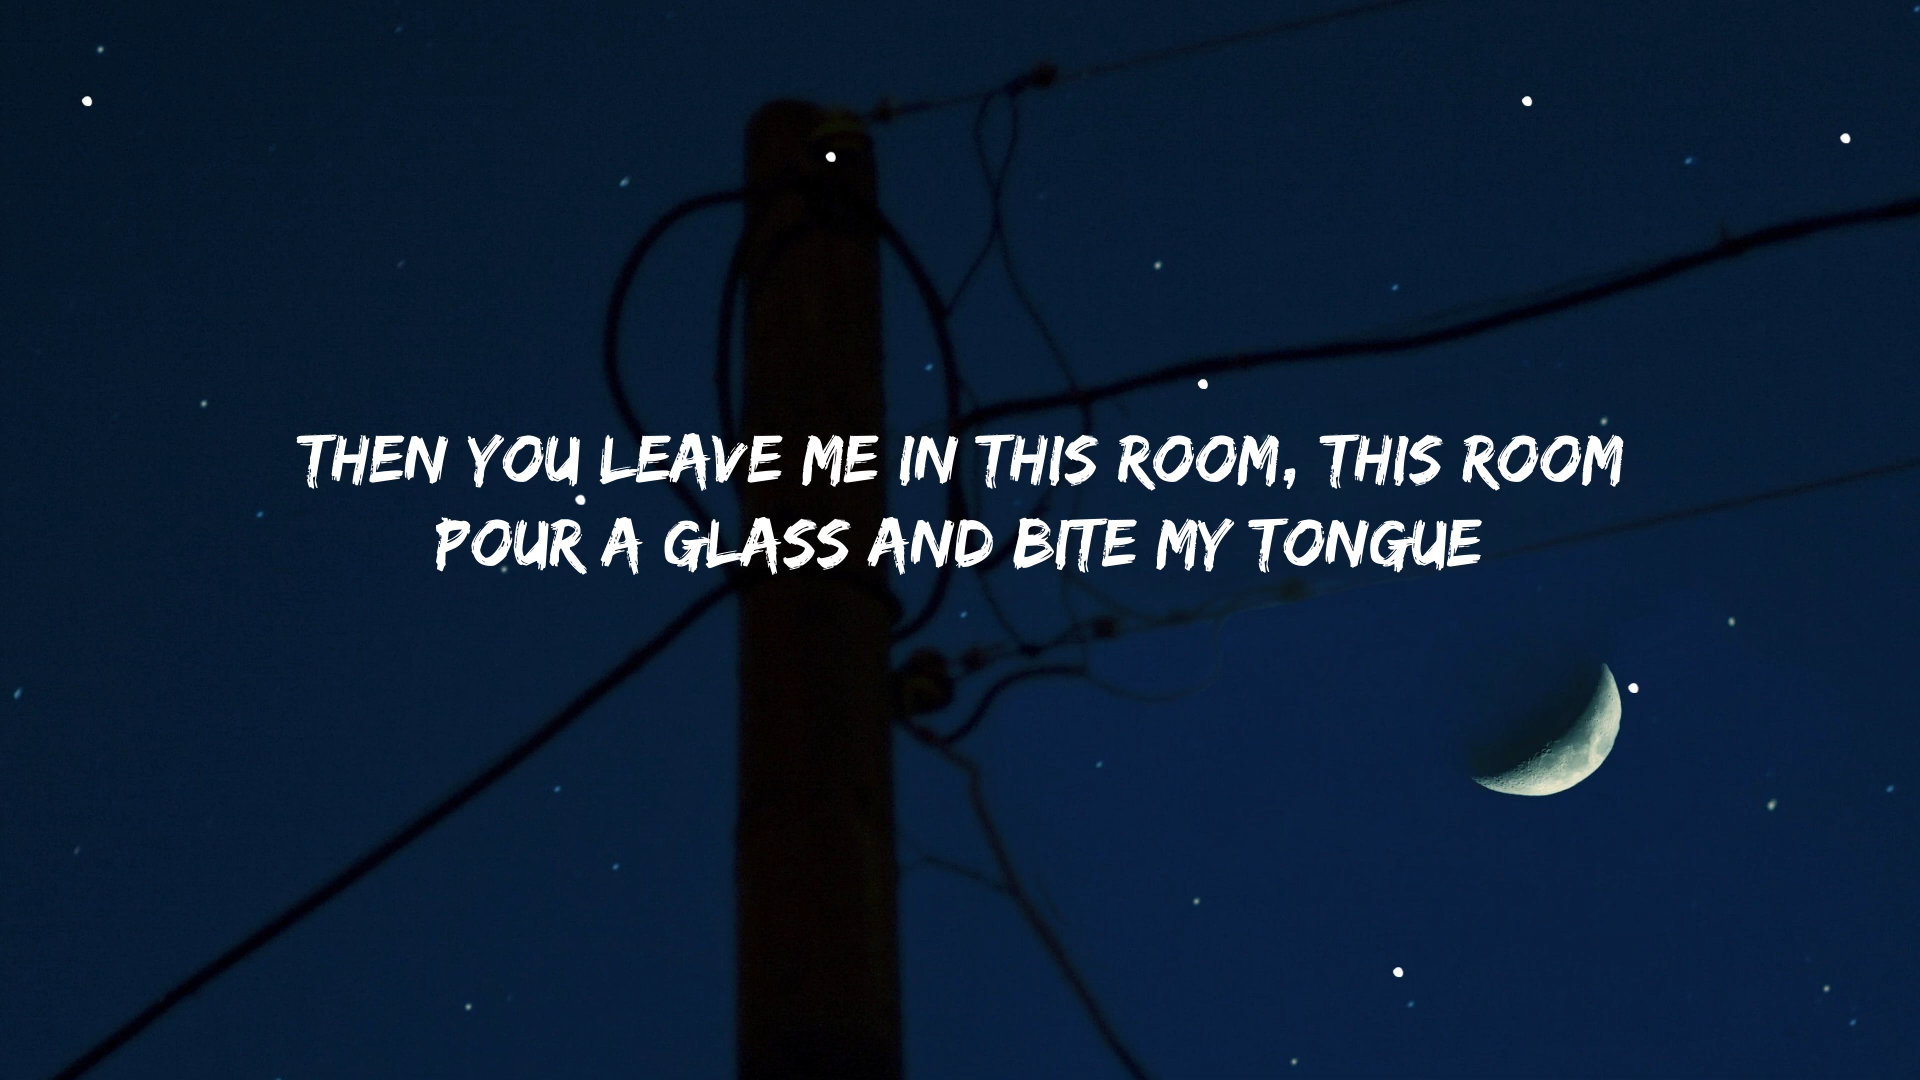 THEN YOU LEAVE ME IN THIS ROOM, THIS ROOM
POUR A GLASS AND BITE MY TONGUE